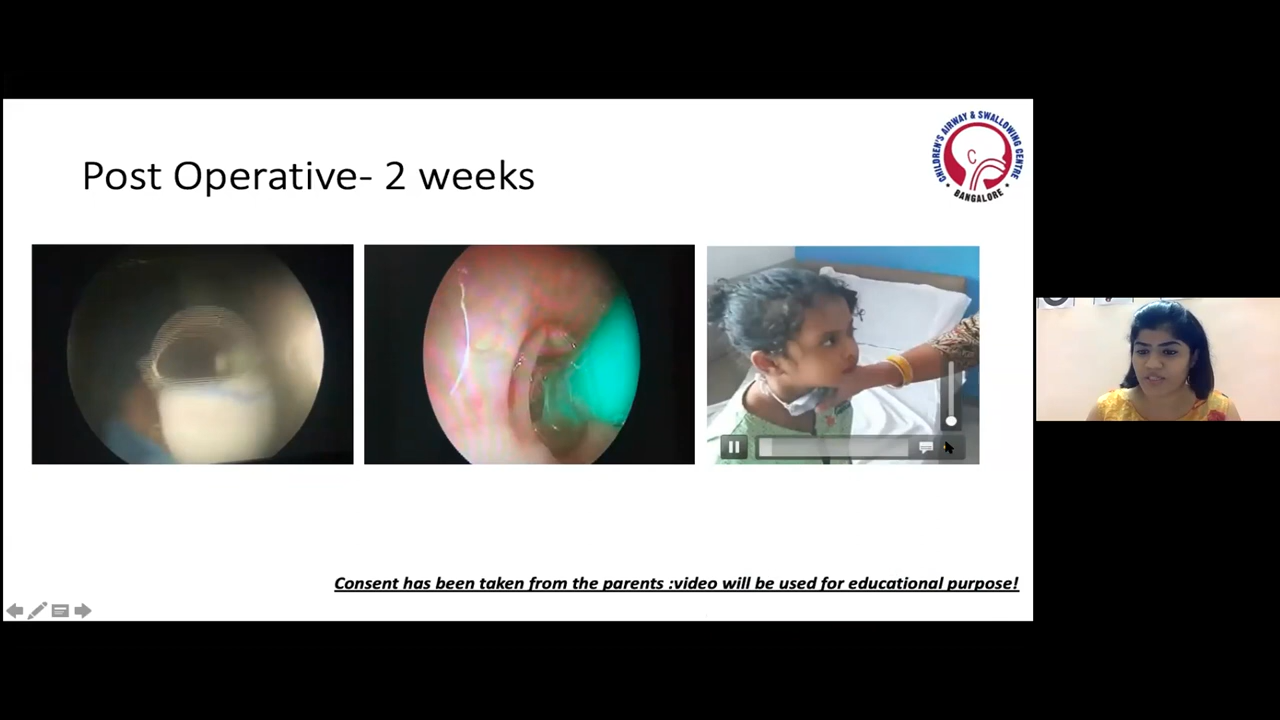 CHILDREN'S AIRWAY & SWALLOWING CENTRE
• BANGALORE •
Post Operative- 2 weeks
Consent has been taken from the parents :video will be used for educational purpose!